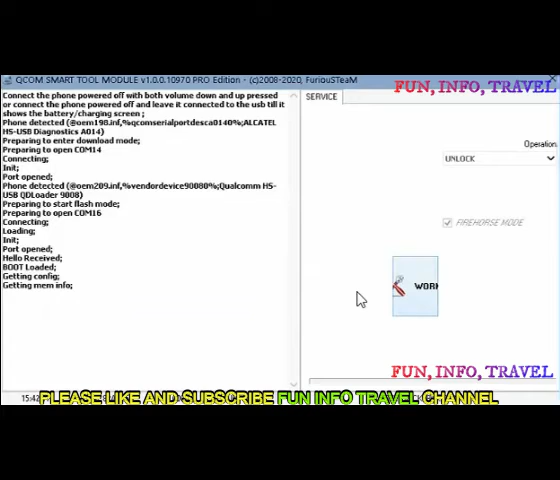 QCOM SMART TOOL MODULE v1.0.0.10970 PRO Edition - (c)2008-2020, FuriouSTeaM
FUN, INFO, TRAVEL
Connect the phone powered off with both volume down and up pressed
or connect the phone powered off and leave it connected to the usb till it
shows the battery/charging screen ;
Phone detected (@oem198.inf,%qcomserialportdesca0140%;ALCATEL
HS-USB Diagnostics A014)
Preparing to enter download mode;
Preparing to open COM14
Connecting;
Init;
Port opened;
Phone detected (@oem209.inf,%vendordevice90080%;Qualcomm HS-
USB QDLoader 9008)
Preparing to start flash mode;
Preparing to open COM16
Connecting;
Loading;
Init;
Port opened;
Hello Received;
BOOT Loaded;
Getting config;
Getting mem info;
SERVICE
Operation:
UNLOCK
FIREHORSE MODE
WORK
FUN, INFO, TRAVEL
15:42
PLEASE LIKE AND SUBSCRIBE FUN INFO TRAVEL CHANNEL